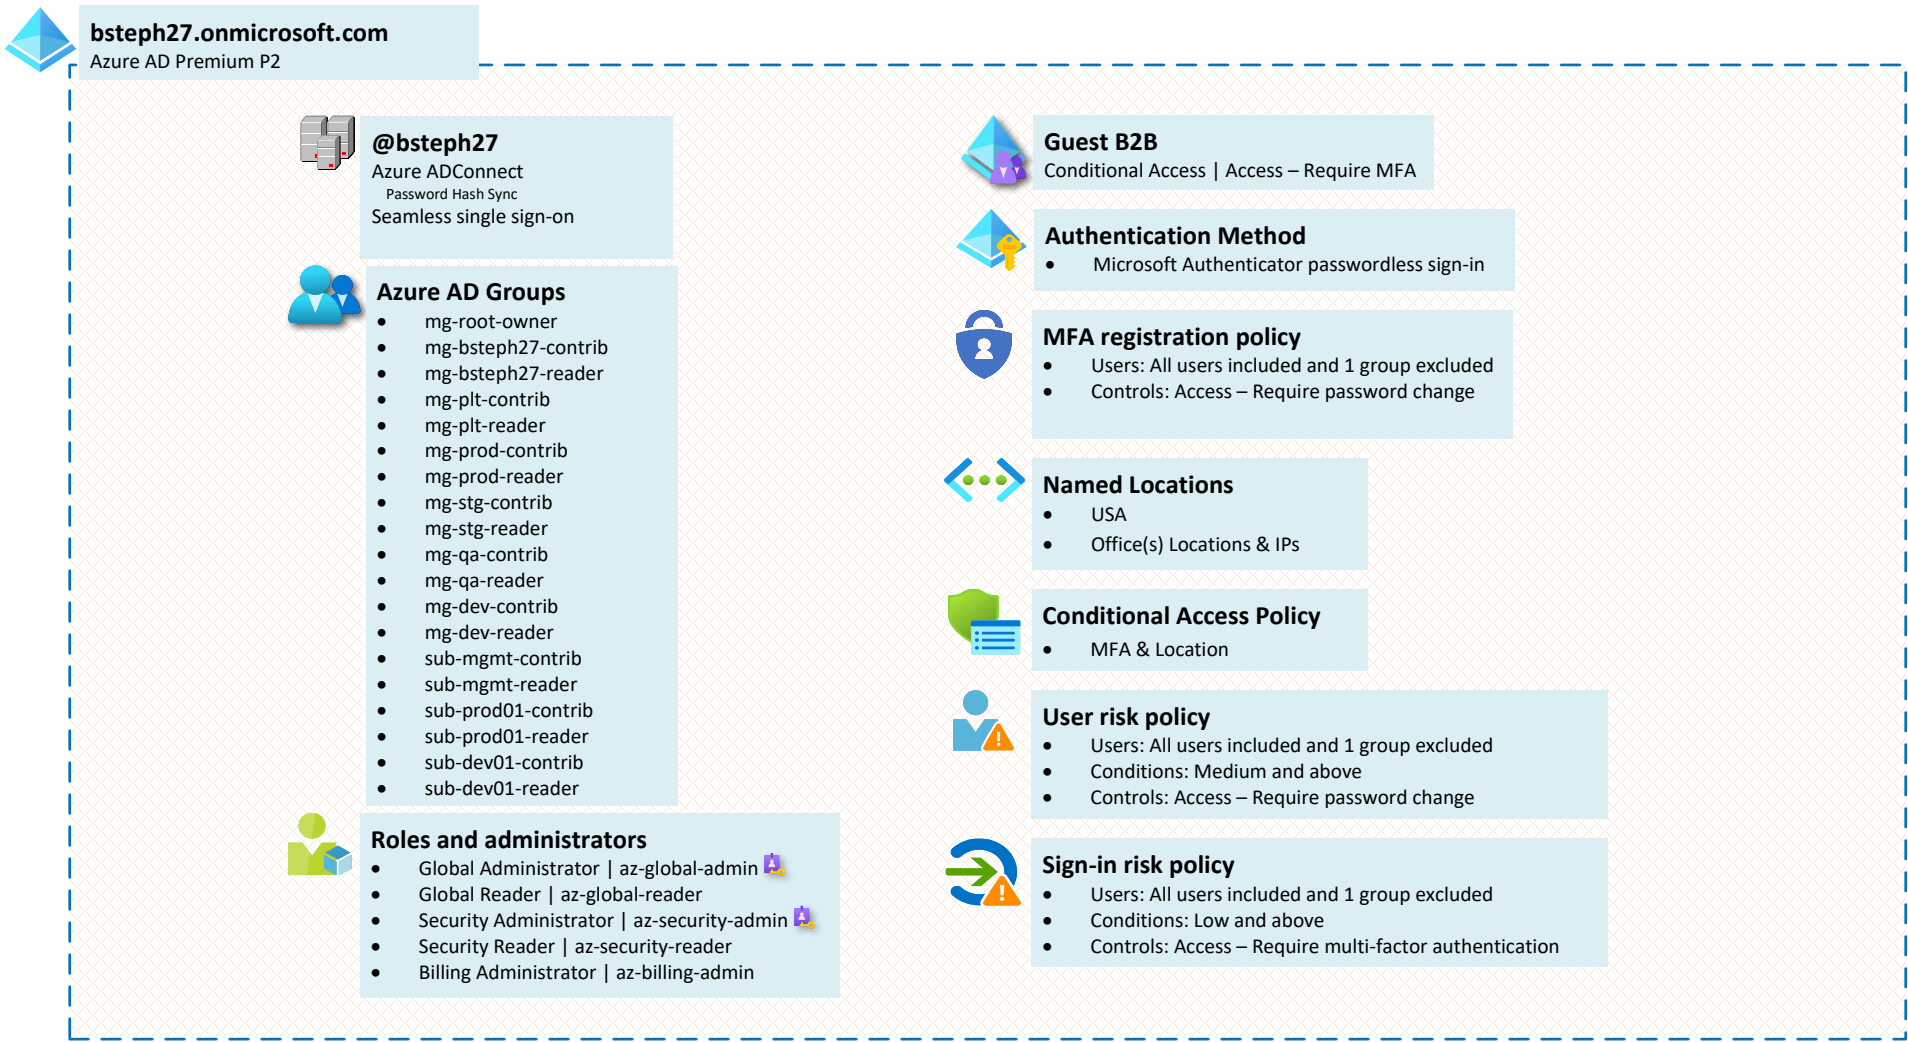 bsteph27.onmicrosoft.com
Azure AD Premium P2
@bsteph27
Azure ADConnect
Password Hash Sync
Seamless single sign-on
Azure AD Groups
• mg-root-owner
• mg-bsteph27-contrib
• mg-bsteph27-reader
• mg-plt-contrib
• mg-plt-reader
• mg-prod-contrib
• mg-prod-reader
• mg-stg-contrib
• mg-stg-reader
• mg-qa-contrib
• mg-qa-reader
• mg-dev-contrib
• mg-dev-reader
• sub-mgmt-contrib
• sub-mgmt-reader
• sub-prod01-contrib
• sub-prod01-reader
• sub-dev01-contrib
• sub-dev01-reader
Roles and administrators
• Global Administrator | az-global-admin
• Global Reader | az-global-reader
• Security Administrator | az-security-admin
• Security Reader | az-security-reader
• Billing Administrator | az-billing-admin
Guest B2B
Conditional Access | Access – Require MFA
Authentication Method
• Microsoft Authenticator passwordless sign-in
MFA registration policy
• Users: All users included and 1 group excluded
• Controls: Access – Require password change
Named Locations
• USA
• Office(s) Locations & IPs
Conditional Access Policy
• MFA & Location
User risk policy
• Users: All users included and 1 group excluded
• Conditions: Medium and above
• Controls: Access – Require password change
Sign-in risk policy
• Users: All users included and 1 group excluded
• Conditions: Low and above
• Controls: Access – Require multi-factor authentication